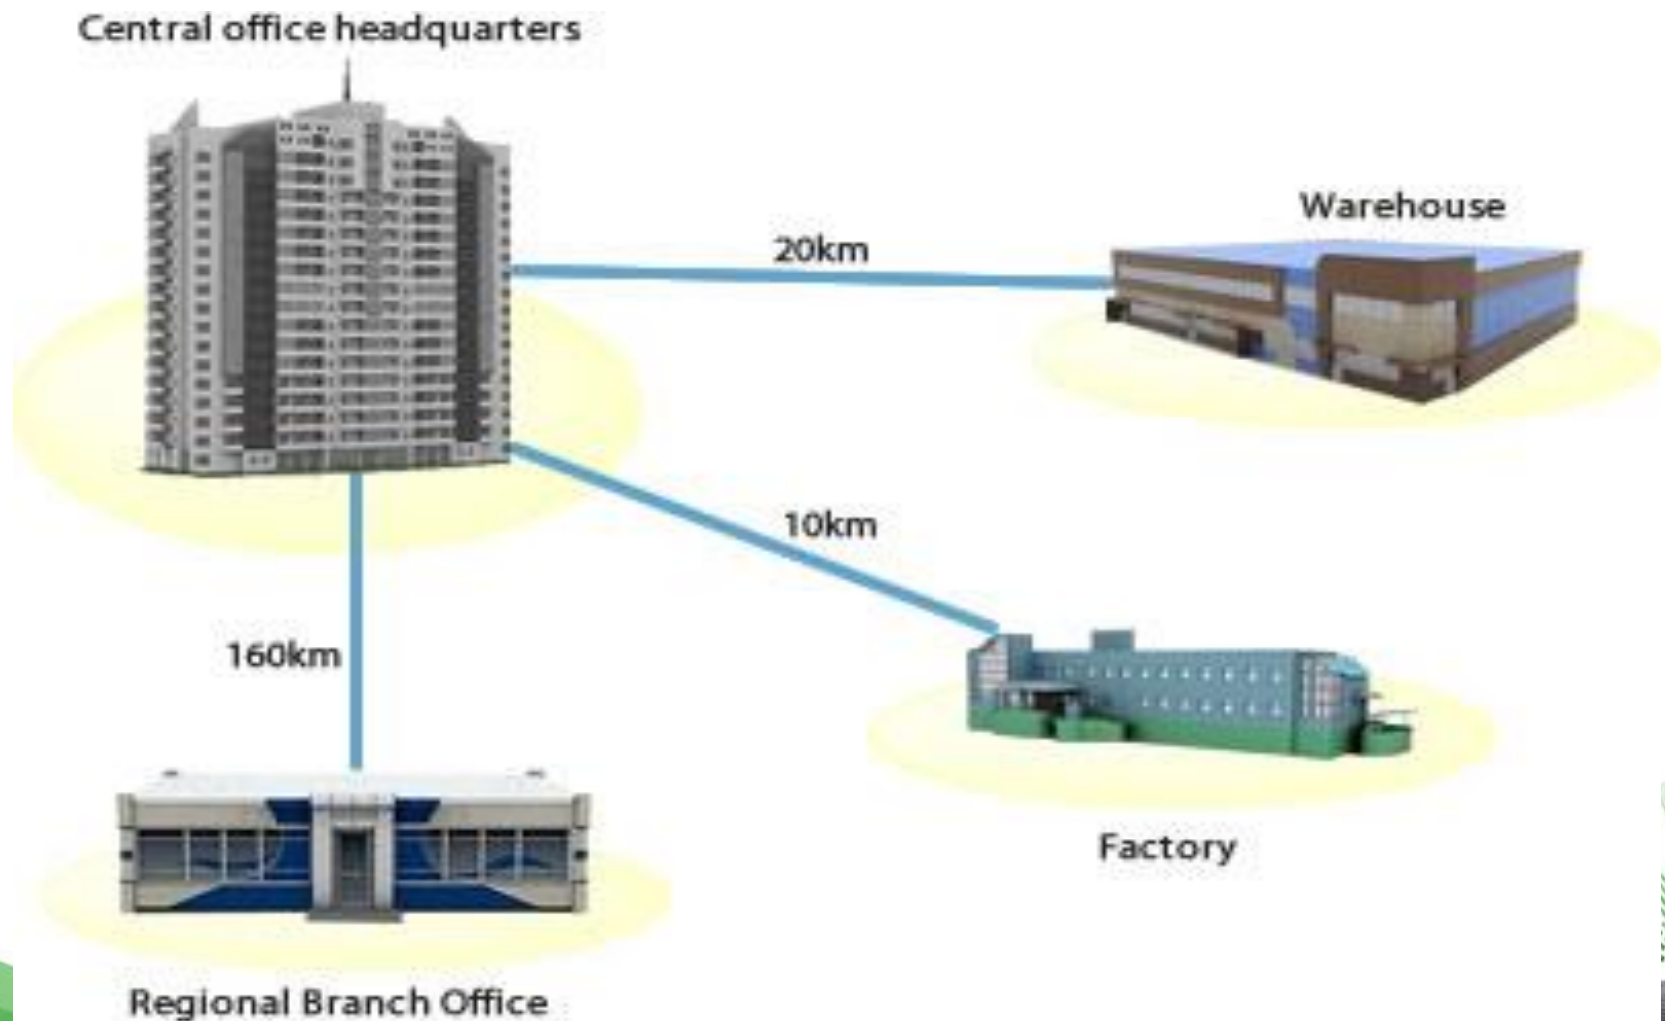 Central office headquarters
Warehouse
20km
10km
160km
Factory
Regional Branch Office